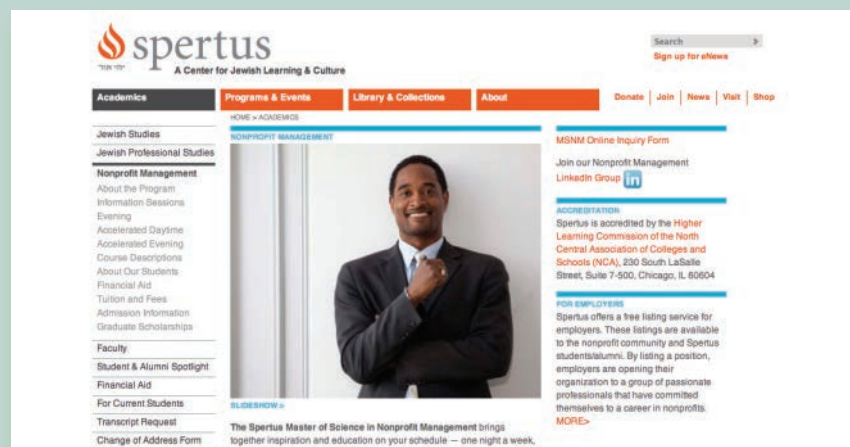 spertus
A Center for Jewish Learning & Culture
Search
Sign up for eNews
Academics
Programs & Events
Library & Collections
About
Donate | Join | News | Visit | Shop
HOME > ACADEMICS
Jewish Studies
Jewish Professional Studies
Nonprofit Management
About the Program
Information Sessions
Evening
Accelerated Daytime
Accelerated Evening
Course Descriptions
About Our Students
Financial Aid
Tuition and Fees
Admission Information
Graduate Scholarships
Faculty
Student & Alumni Spotlight
Financial Aid
For Current Students
Transcript Request
Change of Address Form
NONPROFIT MANAGEMENT
SLIDESHOW >
The Spertus Master of Science in Nonprofit Management brings
together inspiration and education on your schedule — one night a week,
MSNM Online Inquiry Form
Join our Nonprofit Management
LinkedIn Group in
ACCREDITATION
Spertus is accredited by the Higher
Learning Commission of the North
Central Association of Colleges and
Schools (NCA), 230 South LaSalle
Street, Suite 7-500, Chicago, IL 60604
FOR EMPLOYERS
Spertus offers a free listing service for
employers. These listings are available
to the nonprofit community and Spertus
students/alumni. By listing a position,
employers are opening their
organization to a group of passionate
professionals that have committed
themselves to a career in nonprofits.
MORE>